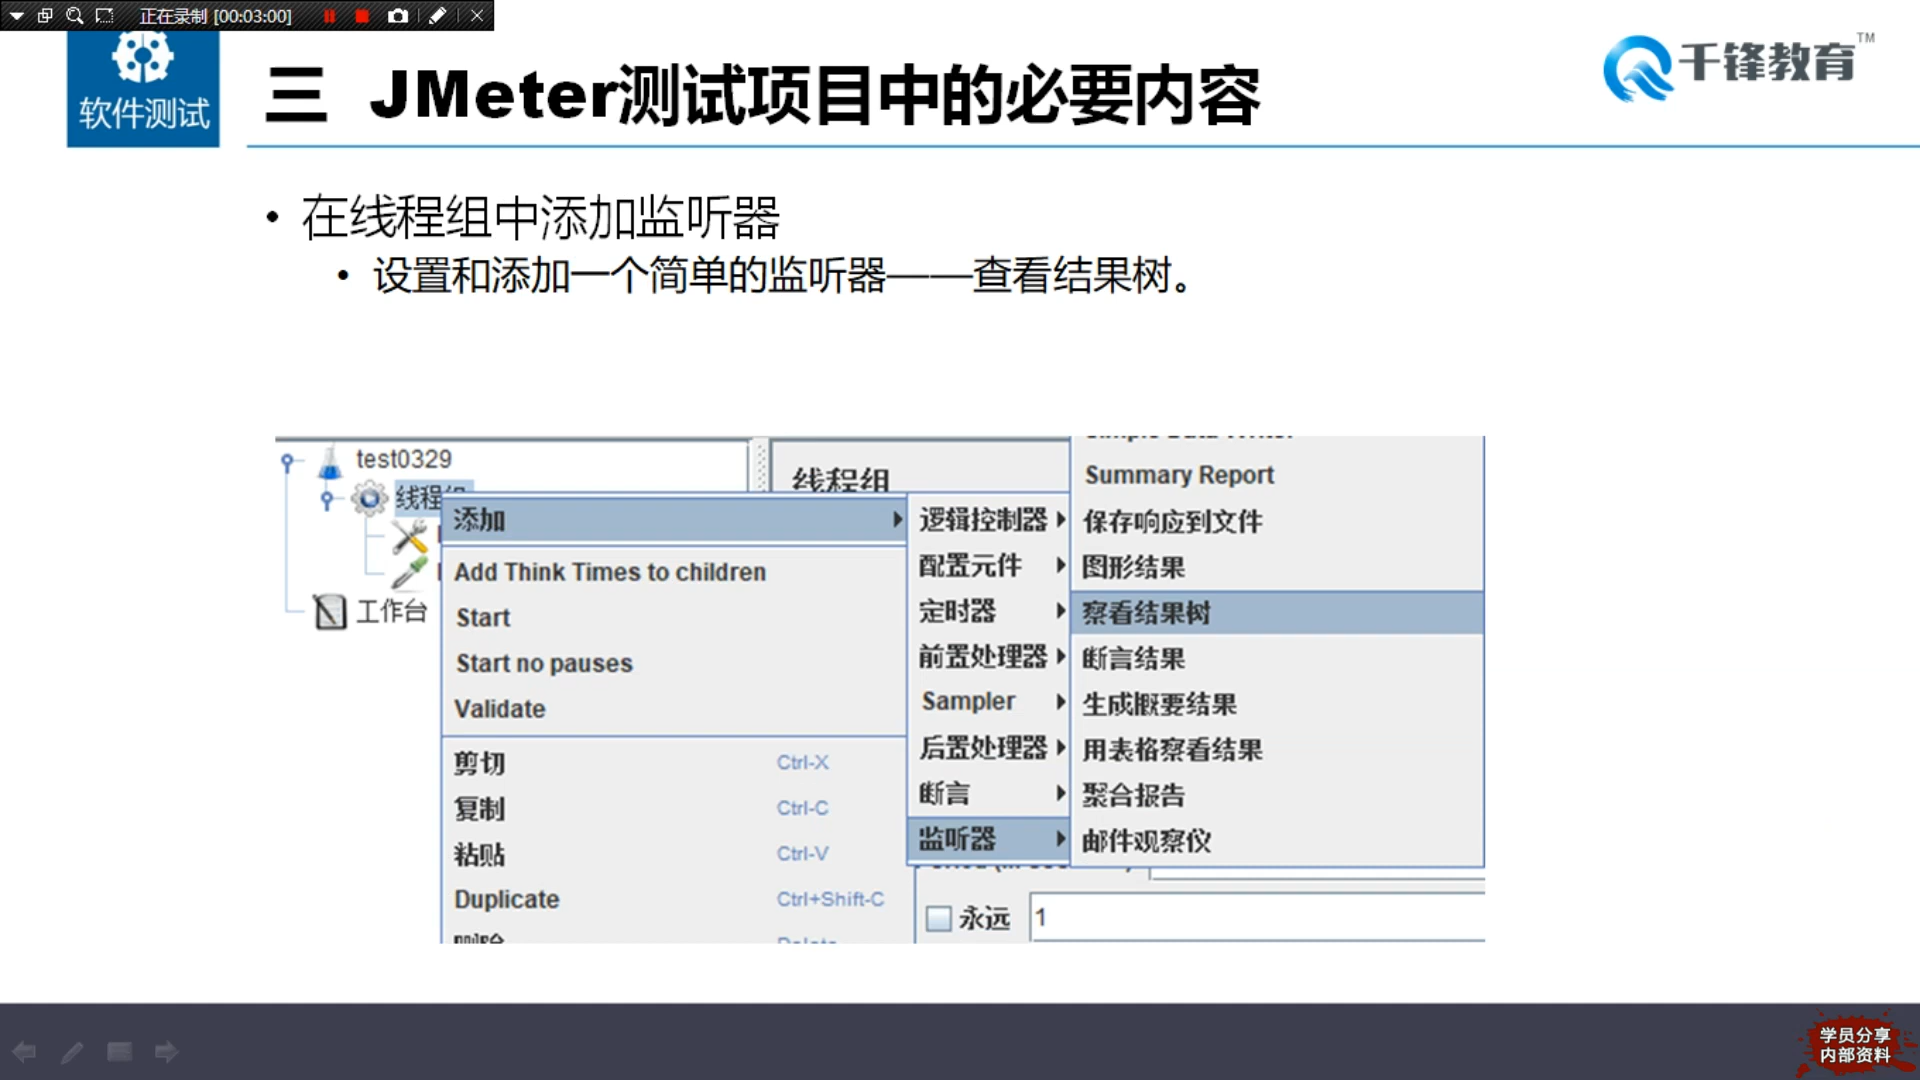 正在录制 [00:03:00]
软件测试
三 JMeter测试项目中的必要内容
千锋教育™
• 在线程组中添加监听器
• 设置和添加一个简单的监听器——查看结果树。
test0329
线程组
工作台
线程组
添加
Add Think Times to children
Start
Start no pauses
Validate
剪切 Ctrl-X
复制 Ctrl-C
粘贴 Ctrl-V
Duplicate Ctrl+Shift-C
逻辑控制器
配置元件
定时器
前置处理器
Sampler
后置处理器
断言
监听器
Summary Report
保存响应到文件
图形结果
察看结果树
断言结果
生成概要结果
用表格察看结果
聚合报告
邮件观察仪
永远 1
学员分享
内部资料